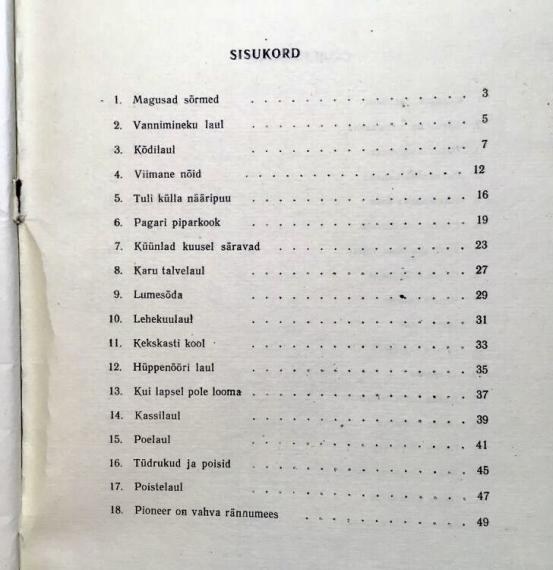 SISUKORD
1. Magusad sõrmed . . . . . . . . . . . . . . . . 3
2. Vannimineku laul . . . . . . . . . . . . . . . . 5
3. Kõdilaul . . . . . . . . . . . . . . . . 7
4. Viimane nõid . . . . . . . . . . . . . . . . 12
5. Tuli külla nääripuu . . . . . . . . . . . . . . . . 16
6. Pagari piparkook . . . . . . . . . . . . . . . . 19
7. Küünlad kuusel säravad . . . . . . . . . . . . . . 23
8. Karu talvelaul . . . . . . . . . . . . . . . . 27
9. Lumesõda . . . . . . . . . . . . . . . . 29
10. Lehekuulaul . . . . . . . . . . . . . . . . 31
11. Kekskasti kool . . . . . . . . . . . . . . . . 33
12. Hüppenööri laul . . . . . . . . . . . . . . . . 35
13. Kui lapsel pole looma . . . . . . . . . . . . . . . . 37
14. Kassilaul . . . . . . . . . . . . . . . . 39
15. Poelaul . . . . . . . . . . . . . . . . 41
16. Tüdrukud ja poisid . . . . . . . . . . . . . . . . 45
17. Poistelaul . . . . . . . . . . . . . . . . 47
18. Pioneer on vahva rännumees . . . . . . . . . . . . 49